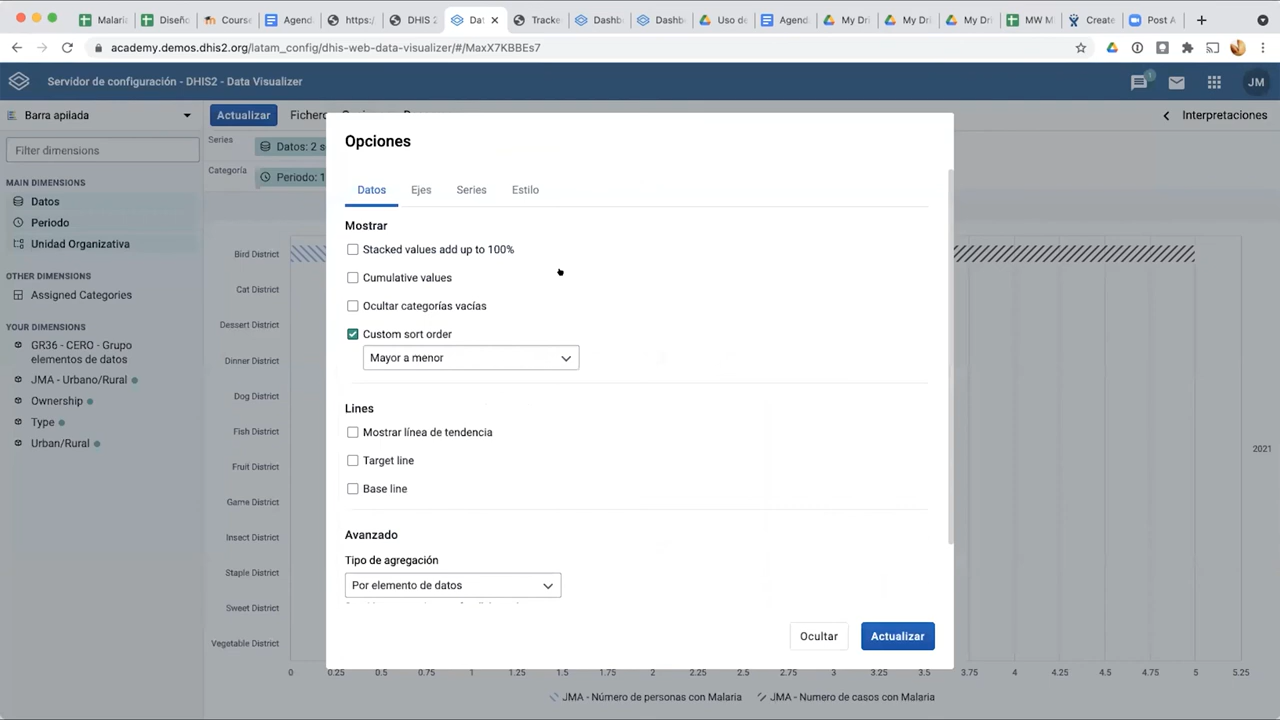 Malaria
Diseño
Course
Agend
https:/
DHIS 2
Dat
Tracke
Dashb
Dashb
Uso de
Agend
My Dri
My Dri
My Dri
MW M
Create
Post A
academy.demos.dhis2.org/latam_config/dhis-web-data-visualizer/#/MaxX7KBBEs7
Servidor de configuración - DHIS2 - Data Visualizer
1
JM
Barra apilada
Actualizar
Fichero
Interpretaciones
Filter dimensions
Series
Datos: 2 s
Categoría
Periodo: 1
MAIN DIMENSIONS
Datos
Periodo
Unidad Organizativa
OTHER DIMENSIONS
Assigned Categories
YOUR DIMENSIONS
GR36 - CERO - Grupo
elementos de datos
JMA - Urbano/Rural
Ownership
Type
Urban/Rural
Opciones
Datos
Ejes
Series
Estilo
Mostrar
Stacked values add up to 100%
Cumulative values
Ocultar categorías vacías
Custom sort order
Mayor a menor
Lines
Mostrar línea de tendencia
Target line
Base line
Avanzado
Tipo de agregación
Por elemento de datos
Ocultar
Actualizar
Bird District
Cat District
Dessert District
Dinner District
Dog District
Fish District
Fruit District
Game District
Insect District
Staple District
Sweet District
Vegetable District
2021
0 0.25 0.5 0.75 1 1.25 1.5 1.75 2 2.25 2.5 2.75 3 3.25 3.5 3.75 4 4.25 4.5 4.75 5 5.25
JMA - Número de personas con Malaria
JMA - Numero de casos con Malaria